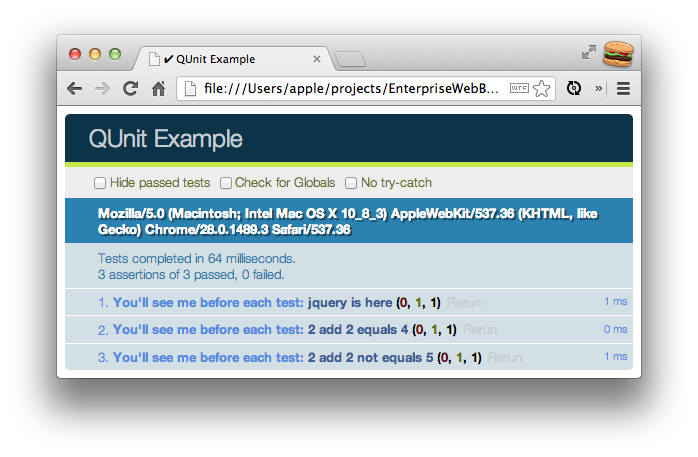 ✔ QUnit Example
file:///Users/apple/projects/EnterpriseWebB... WTF
»
QUnit Example
Hide passed tests Check for Globals No try-catch
Mozilla/5.0 (Macintosh; Intel Mac OS X 10_8_3) AppleWebKit/537.36 (KHTML, like
Gecko) Chrome/28.0.1489.3 Safari/537.36
Tests completed in 64 milliseconds.
3 assertions of 3 passed, 0 failed.
1. You'll see me before each test: jquery is here (0, 1, 1) Rerun 1 ms
2. You'll see me before each test: 2 add 2 equals 4 (0, 1, 1) Rerun 0 ms
3. You'll see me before each test: 2 add 2 not equals 5 (0, 1, 1) Rerun 1 ms